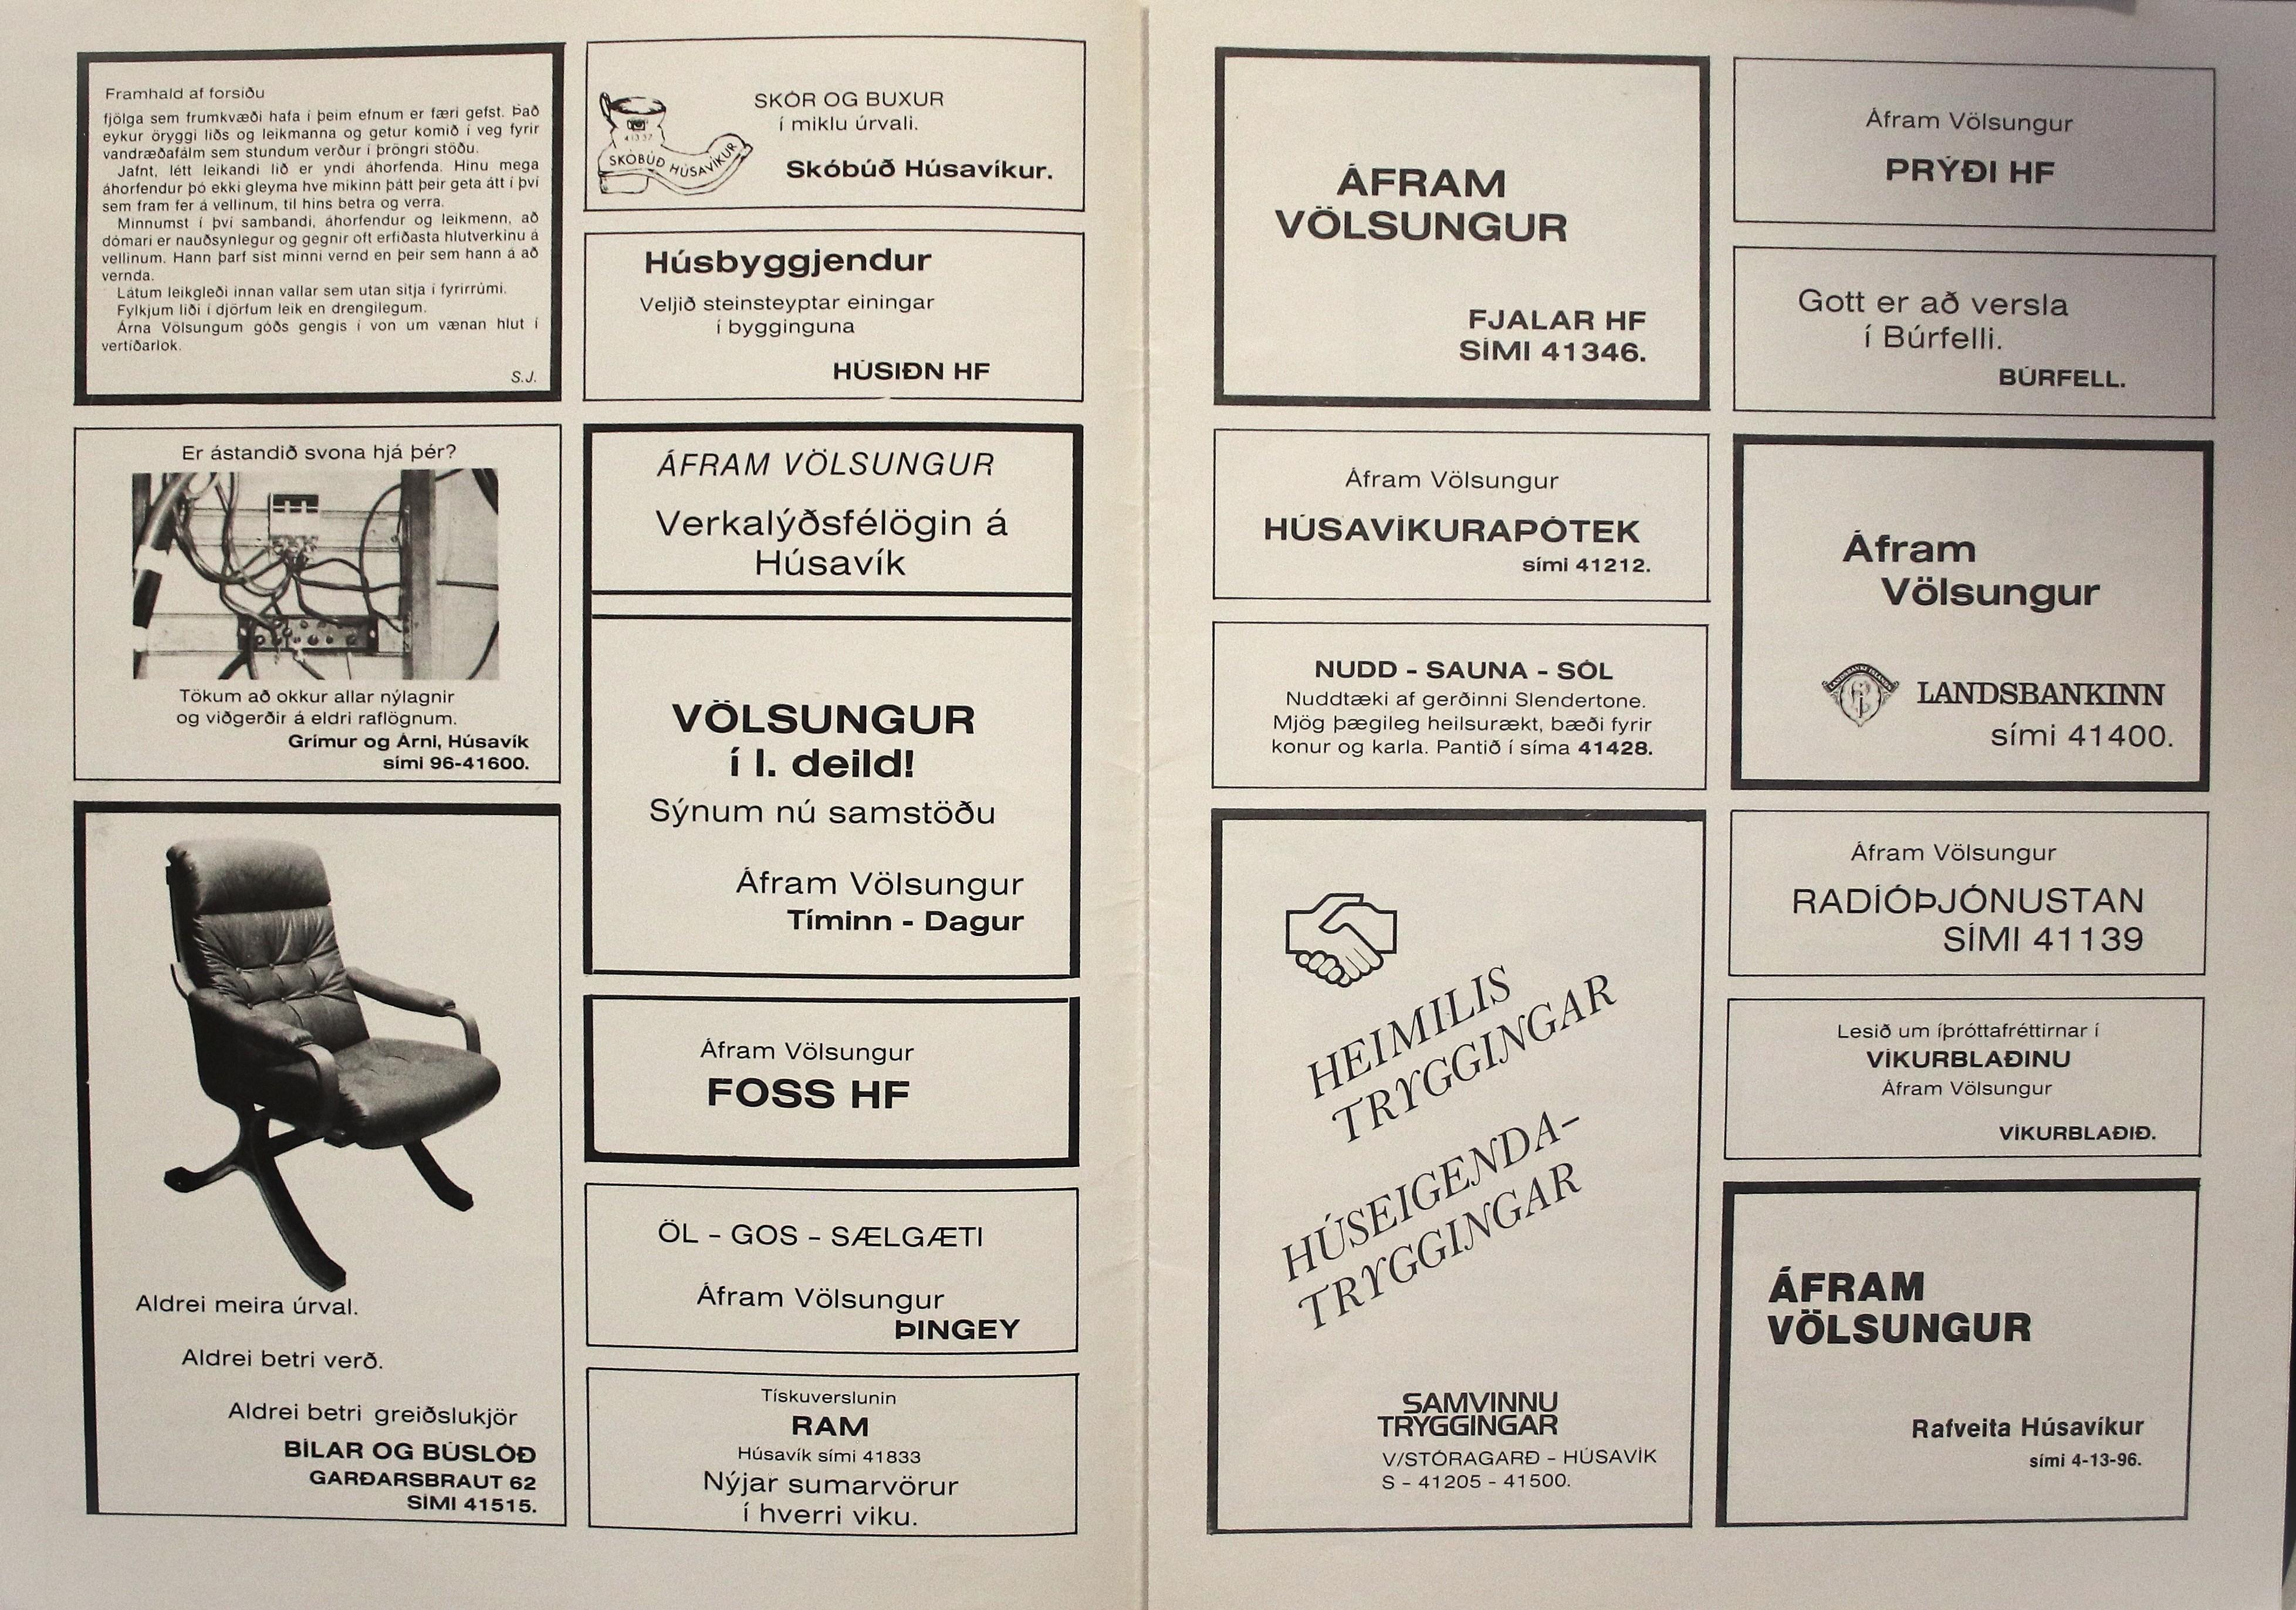 Framhald af forsiðu
fjölga sem frumkvæði hafa í þeim efnum er færi gefst. Það
eykur öryggi liðs og leikmanna og getur komið í veg fyrir
vandræðafálm sem stundum verður í þröngri stöðu.
Jafnt, létt leikandi lið er yndi áhorfenda. Hinu mega
áhorfendur þó ekki gleyma hve mikinn þátt þeir geta átt í því
sem fram fer á vellinum, til hins betra og verra.
Minnumst í því sambandi, áhorfendur og leikmenn, að
dómari er nauðsynlegur og gegnir oft erfiðasta hlutverkinu á
vellinum. Hann þarf síst minni vernd en þeir sem hann á að
vernda.
Látum leikgleði innan vallar sem utan sitja í fyrirrúmi.
Fylkjum liði í djörfum leik en drengilegum.
Árna Völsungum góðs gengis í von um vænan hlut í
vertíðarlok.
S.J.
Er ástandið svona hjá þér?
Tökum að okkur allar nýlagnir
og viðgerðir á eldri raflögnum.
Grímur og Árni, Húsavík
sími 96-41600.
Aldrei meira úrval.
Aldrei betri verð.
Aldrei betri greiðslukjör
BÍLAR OG BÚSLÓÐ
GARÐARSBRAUT 62
SÍMI 41515.
41337
SKÓBÚÐ HÚSAVÍKUR
SKÓR OG BUXUR
í miklu úrvali.
Skóbúð Húsavíkur.
Húsbyggjendur
Veljið steinsteyptar einingar
í bygginguna
HÚSIÐN HF
ÁFRAM VÖLSUNGUR
Verkalýðsfélögin á
Húsavík
VÖLSUNGUR
í I. deild!
Sýnum nú samstöðu
Áfram Völsungur
Tíminn - Dagur
Áfram Völsungur
FOSS HF
ÖL - GOS - SÆLGÆTI
Áfram Völsungur
ÞINGEY
Tískuverslunin
RAM
Húsavík sími 41833
Nýjar sumarvörur
í hverri viku.
ÁFRAM
VÖLSUNGUR
FJALAR HF
SÍMI 41346.
Áfram Völsungur
HÚSAVÍKURAPÓTEK
sími 41212.
NUDD - SAUNA - SÓL
Nuddtæki af gerðinni Slendertone.
Mjög þægileg heilsurækt, bæði fyrir
konur og karla. Pantið í síma 41428.
HEIMILIS
TRYGGINGAR
HÚSEIGENDA-
TRYGGINGAR
SAMVINNU
TRYGGINGAR
V/STÓRAGARÐ - HÚSAVÍK
S - 41205 - 41500.
Áfram Völsungur
PRÝÐI HF
Gott er að versla
í Búrfelli.
BÚRFELL.
Áfram
Völsungur
LANDSBANKINN
sími 41400.
Áfram Völsungur
RADÍÓÞJÓNUSTAN
SÍMI 41139
Lesið um íþróttafréttirnar í
VÍKURBLAÐINU
Áfram Völsungur
VÍKURBLAÐIÐ.
ÁFRAM
VÖLSUNGUR
Rafveita Húsavíkur
sími 4-13-96.